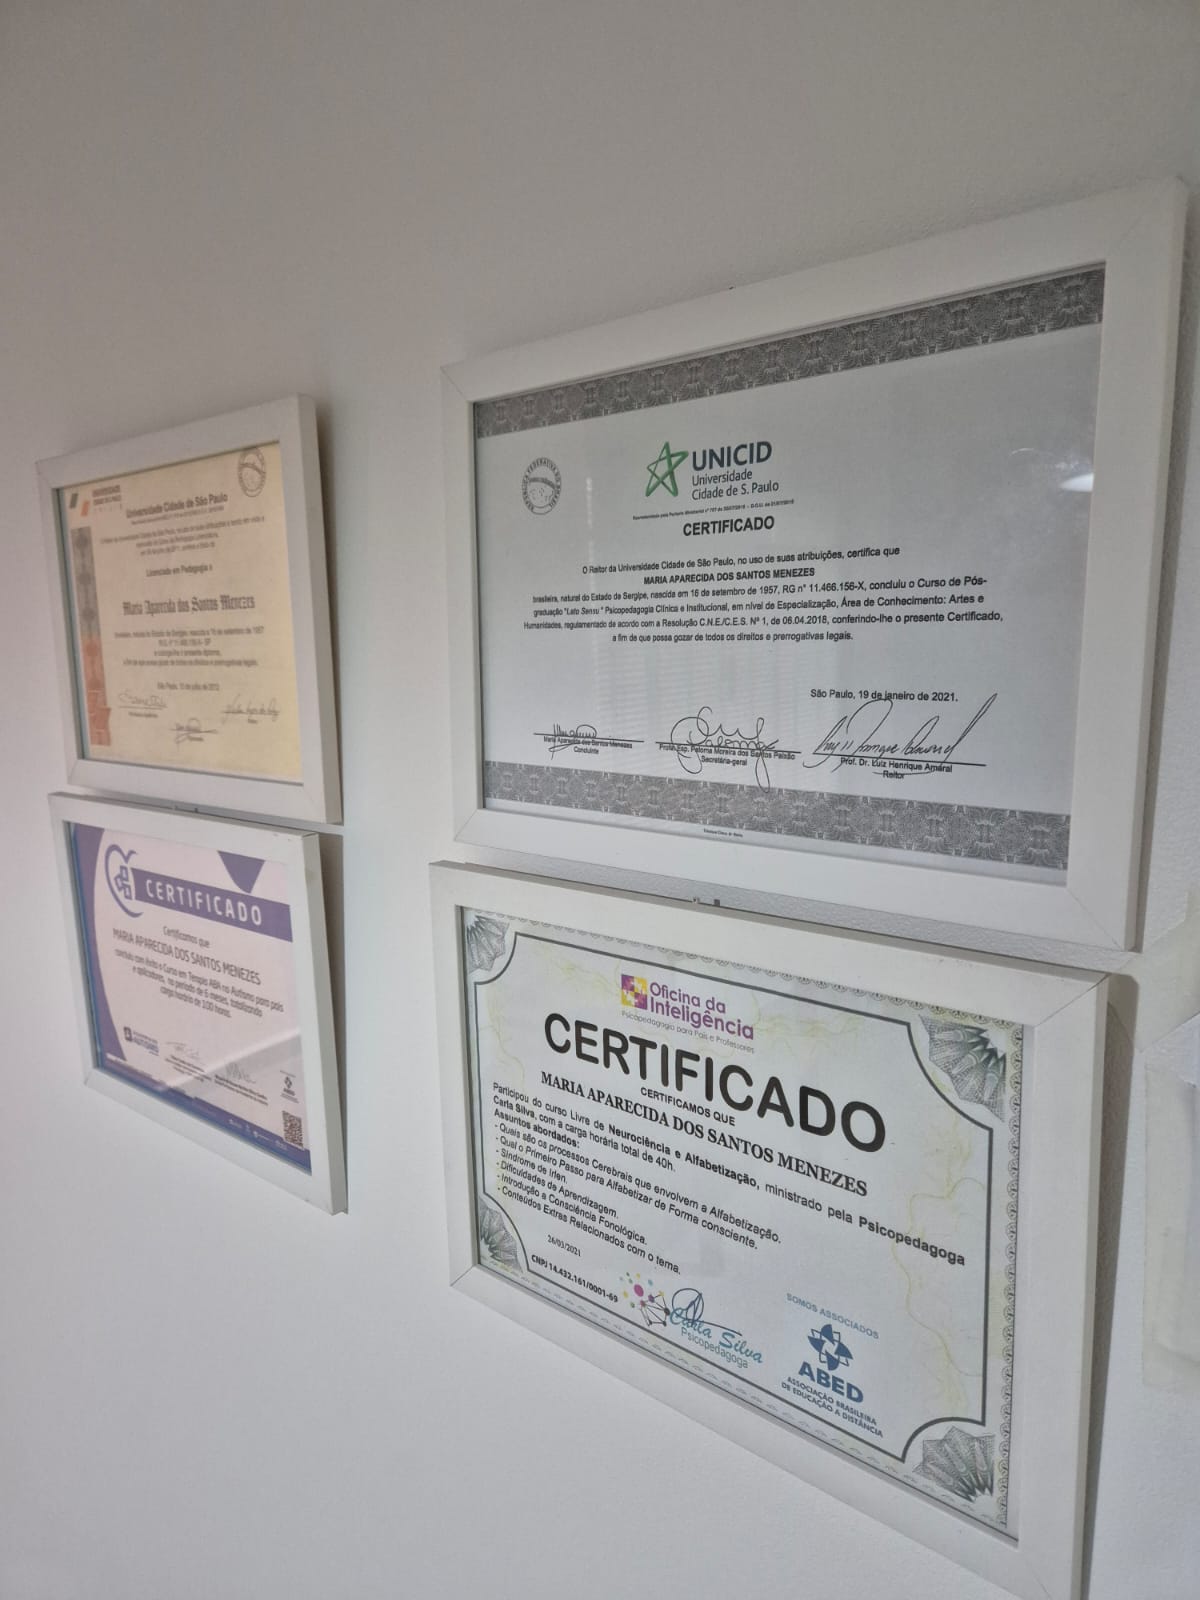 Universidade Cidade de São Paulo
Licenciado em Pedagogia a
Maria Aparecida dos Santos Menezes
São Paulo,
CERTIFICADO
Certificamos que
MARIA APARECIDA DOS SANTOS MENEZES
concluiu com êxito o Curso em Terapia ABA no Autismo para pais
e aplicadores, no período de 6 meses, totalizando
carga horária de 100 horas.
REPÚBLICA FEDERATIVA DO BRASIL
UNICID
Universidade
Cidade de S. Paulo
CERTIFICADO
O Reitor da Universidade Cidade de São Paulo, no uso de suas atribuições, certifica que
MARIA APARECIDA DOS SANTOS MENEZES
brasileira, natural do Estado de Sergipe, nascida em 16 de setembro de 1957, RG n° 11.466.156-X, concluiu o Curso de Pós-
graduação "Lato Sensu" Psicopedagogia Clínica e Institucional, em nível de Especialização, Área de Conhecimento: Artes e
Humanidades, regulamentado de acordo com a Resolução C.N.E./C.E.S. Nº 1, de 06.04.2018, conferindo-lhe o presente Certificado,
a fim de que possa gozar de todos os direitos e prerrogativas legais.
São Paulo, 19 de janeiro de 2021.
Maria Aparecida dos Santos Menezes
Concluinte
Profa. Esp. Paloma Moreira dos Santos Paixão
Secretária-geral
Prof. Dr. Luiz Henrique Amaral
Reitor
Oficina da
Inteligência
Psicopedagogia para Pais e Professores
CERTIFICADO
CERTIFICAMOS QUE
MARIA APARECIDA DOS SANTOS MENEZES
Participou do curso Livre de Neurociência e Alfabetização, ministrado pela Psicopedagoga
Carla Silva, com a carga horária total de 40h.
Assuntos abordados:
- Quais são os processos Cerebrais que envolvem a Alfabetização.
- Qual o Primeiro Passo para Alfabetizar de Forma consciente.
- Síndrome de Irlen.
- Dificuldades de Aprendizagem.
- Introdução a Consciência Fonológica.
- Conteúdos Extras Relacionados com o tema.
26/03/2021
CNPJ 14.432.161/0001-69
Carla Silva
Psicopedagoga
SOMOS ASSOCIADOS
ABED
ASSOCIAÇÃO BRASILEIRA
DE EDUCAÇÃO A DISTÂNCIA